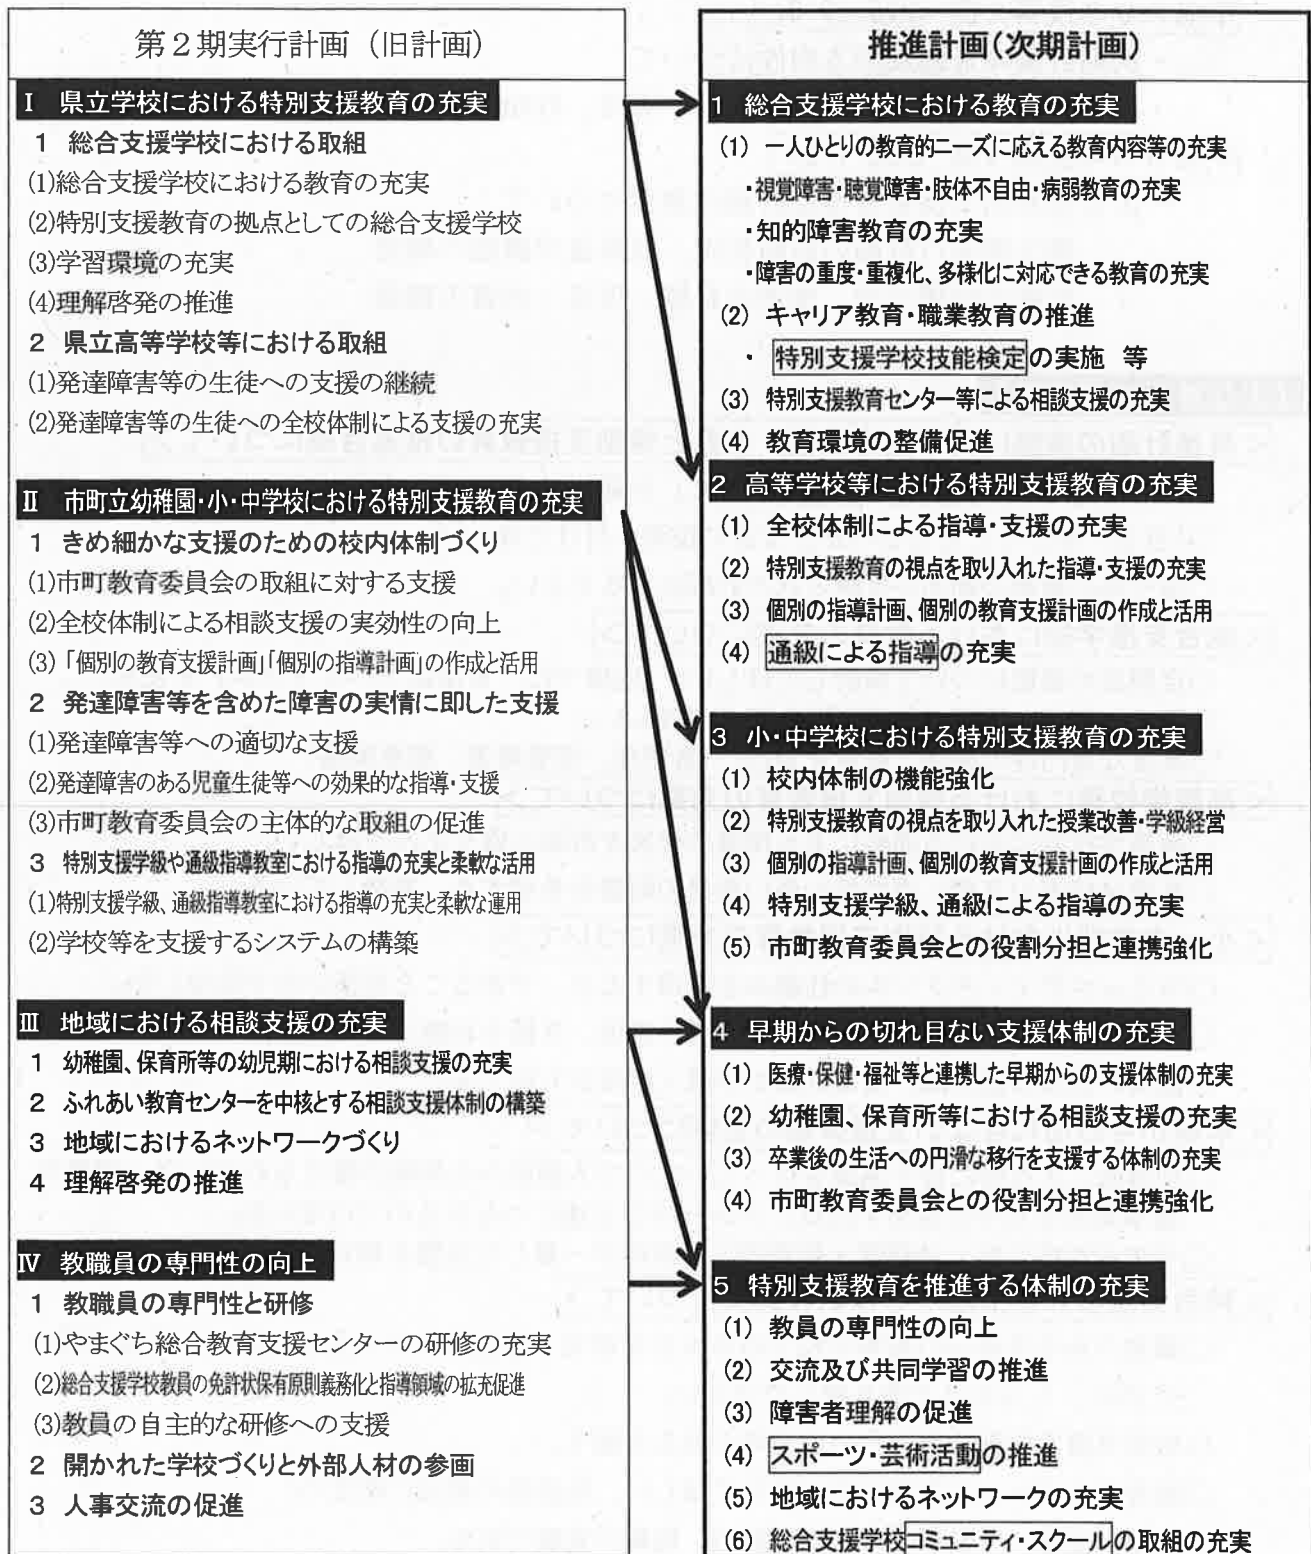 第２期実行計画（旧計画）
Ⅰ 県立学校における特別支援教育の充実
1 総合支援学校における取組
(1)総合支援学校における教育の充実
(2)特別支援教育の拠点としての総合支援学校
(3)学習環境の充実
(4)理解啓発の推進
2 県立高等学校等における取組
(1)発達障害等の生徒への支援の継続
(2)発達障害等の生徒への全校体制による支援の充実
Ⅱ 市町立幼稚園・小・中学校における特別支援教育の充実
1 きめ細かな支援のための校内体制づくり
(1)市町教育委員会の取組に対する支援
(2)全校体制による相談支援の実効性の向上
(3)「個別の教育支援計画」「個別の指導計画」の作成と活用
2 発達障害等を含めた障害の実情に即した支援
(1)発達障害等への適切な支援
(2)発達障害のある児童生徒等への効果的な指導・支援
(3)市町教育委員会の主体的な取組の促進
3 特別支援学級や通級指導教室における指導の充実と柔軟な活用
(1)特別支援学級、通級指導教室における指導の充実と柔軟な運用
(2)学校等を支援するシステムの構築
Ⅲ 地域における相談支援の充実
1 幼稚園、保育所等の幼児期における相談支援の充実
2 ふれあい教育センターを中核とする相談支援体制の構築
3 地域におけるネットワークづくり
4 理解啓発の推進
Ⅳ 教職員の専門性の向上
1 教職員の専門性と研修
(1)やまぐち総合教育支援センターの研修の充実
(2)総合支援学校教員の免許状保有原則義務化と指導領域の拡充促進
(3)教員の自主的な研修への支援
2 開かれた学校づくりと外部人材の参画
3 人事交流の促進
推進計画(次期計画)
1 総合支援学校における教育の充実
(1) 一人ひとりの教育的ニーズに応える教育内容等の充実
・視覚障害・聴覚障害・肢体不自由・病弱教育の充実
・知的障害教育の充実
・障害の重度・重複化、多様化に対応できる教育の充実
(2) キャリア教育・職業教育の推進
・ 特別支援学校技能検定の実施 等
(3) 特別支援教育センター等による相談支援の充実
(4) 教育環境の整備促進
2 高等学校等における特別支援教育の充実
(1) 全校体制による指導・支援の充実
(2) 特別支援教育の視点を取り入れた指導・支援の充実
(3) 個別の指導計画、個別の教育支援計画の作成と活用
(4) 通級による指導の充実
3 小・中学校における特別支援教育の充実
(1) 校内体制の機能強化
(2) 特別支援教育の視点を取り入れた授業改善・学級経営
(3) 個別の指導計画、個別の教育支援計画の作成と活用
(4) 特別支援学級、通級による指導の充実
(5) 市町教育委員会との役割分担と連携強化
4 早期からの切れ目ない支援体制の充実
(1) 医療・保健・福祉等と連携した早期からの支援体制の充実
(2) 幼稚園、保育所等における相談支援の充実
(3) 卒業後の生活への円滑な移行を支援する体制の充実
(4) 市町教育委員会との役割分担と連携強化
5 特別支援教育を推進する体制の充実
(1) 教員の専門性の向上
(2) 交流及び共同学習の推進
(3) 障害者理解の促進
(4) スポーツ・芸術活動の推進
(5) 地域におけるネットワークの充実
(6) 総合支援学校コミュニティ・スクールの取組の充実